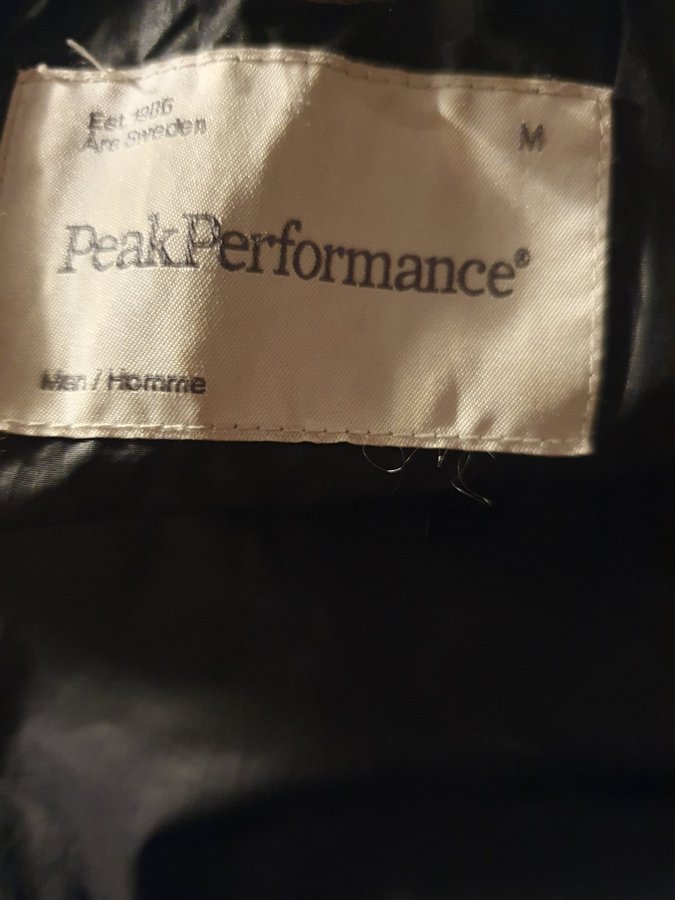 Est 1986
Åre Sweden
M
PeakPerformance®
Men / Homme